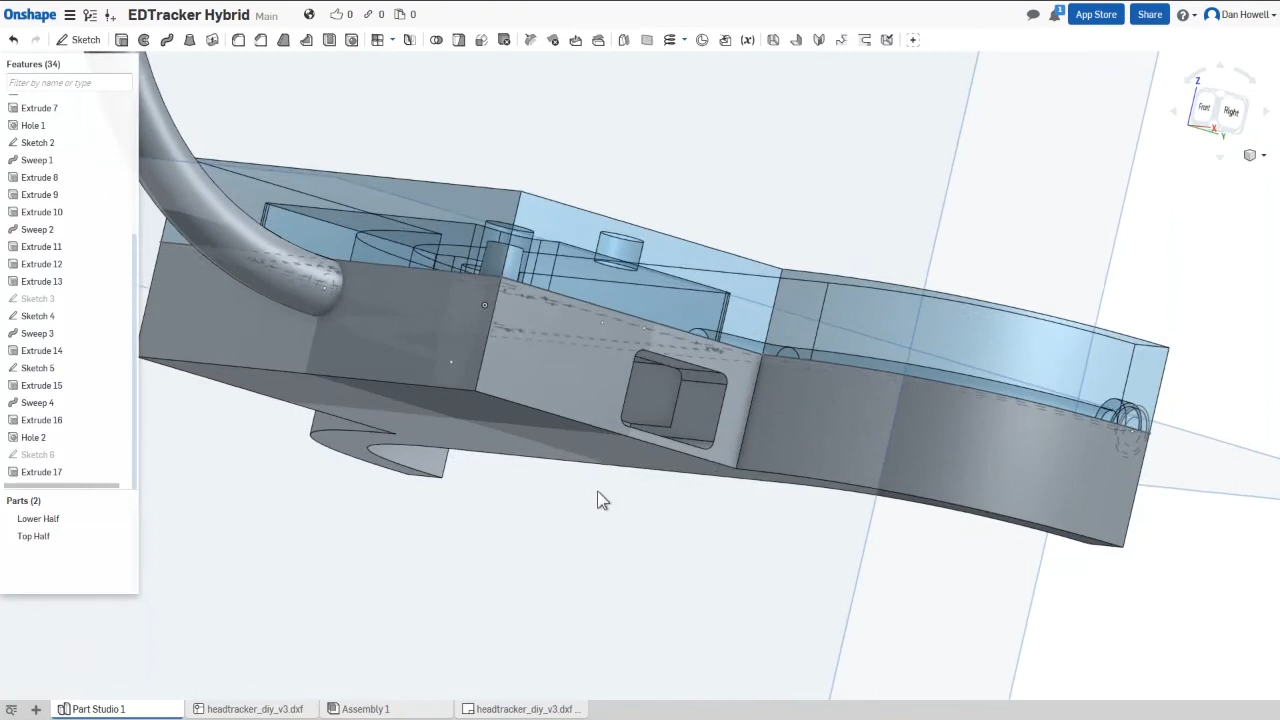 Onshape EDTracker Hybrid Main 0 0 0 1 App Store Share Dan Howell
Sketch (x)
Features (34)
Filter by name or type
Extrude 7
Hole 1
Sketch 2
Sweep 1
Extrude 8
Extrude 9
Extrude 10
Sweep 2
Extrude 11
Extrude 12
Extrude 13
Sketch 3
Sketch 4
Sweep 3
Extrude 14
Sketch 5
Extrude 15
Sweep 4
Extrude 16
Hole 2
Sketch 6
Extrude 17
Parts (2)
Lower Half
Top Half
Z
Front Right
X
Y
Part Studio 1 headtracker_diy_v3.dxf Assembly 1 headtracker_diy_v3.dxf ...